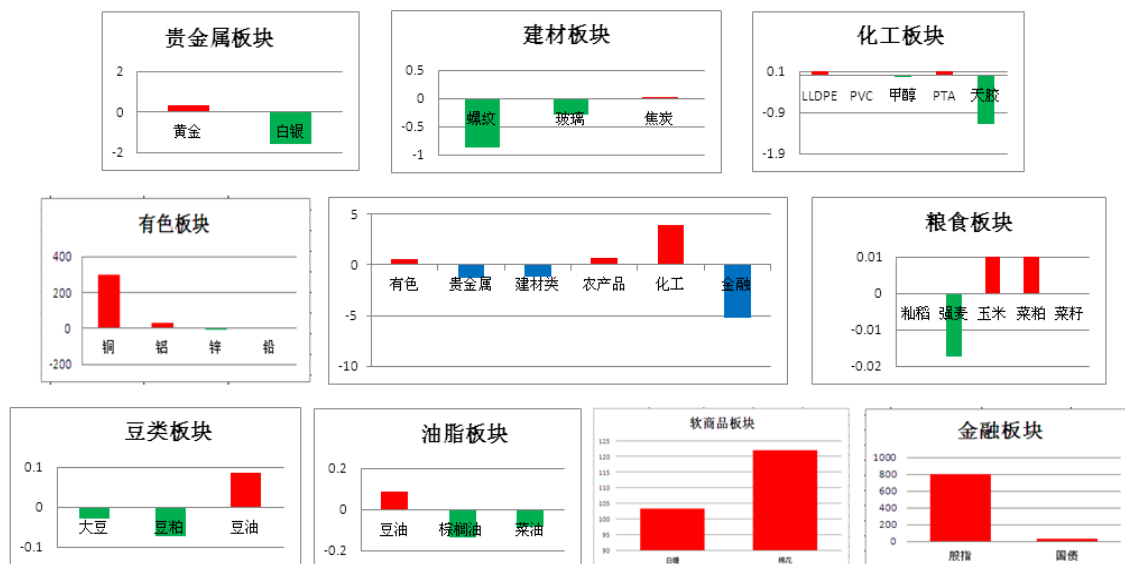 贵金属板块
2
0
-2
黄金
白银
建材板块
0.5
0
-0.5
-1
螺纹
玻璃
焦炭
化工板块
0.1
-0.9
-1.9
LLDPE
PVC
甲醇
PTA
天胶
有色板块
400
200
0
-200
铜
铝
锌
铅
5
0
-5
-10
有色
贵金属
建材类
农产品
化工
金融
粮食板块
0.01
0
-0.01
-0.02
籼稻
强麦
玉米
菜粕
菜籽
豆类板块
0.1
0
-0.1
大豆
豆粕
豆油
油脂板块
0.2
0
-0.2
豆油
棕榈油
菜油
软商品板块
125
120
115
110
105
100
95
90
白糖
棉花
金融板块
1000
800
600
400
200
0
股指
国债